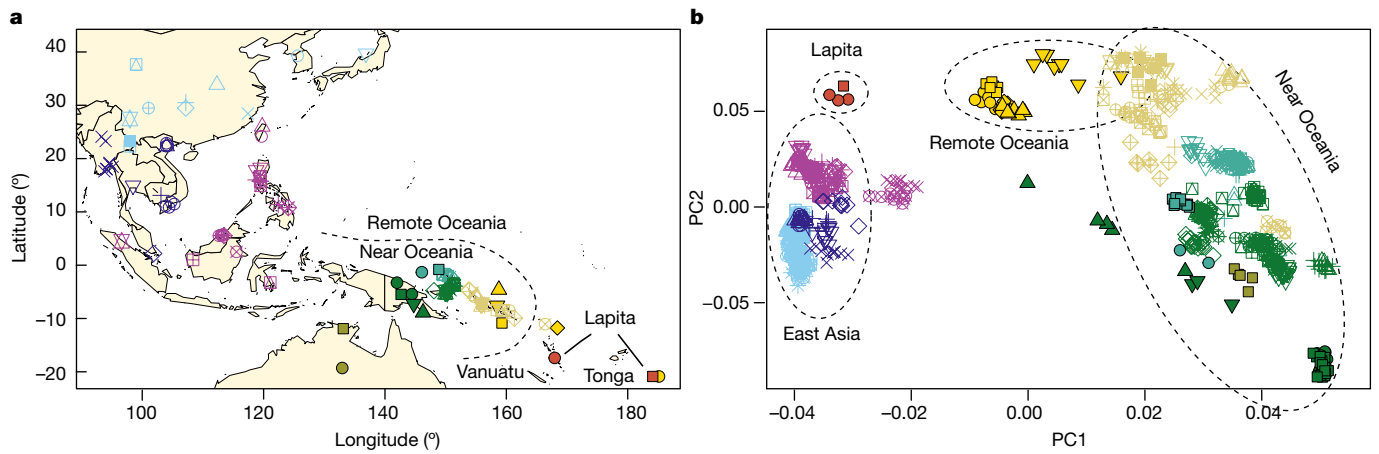 a
40
30
20
10
0
−10
−20
Latitude (º)
100
120
140
160
180
Longitude (º)
Remote Oceania
Near Oceania
Lapita
Vanuatu
Tonga
b
0.05
0.00
−0.05
PC2
−0.04
−0.02
0.00
0.02
0.04
PC1
Lapita
Remote Oceania
Near Oceania
East Asia